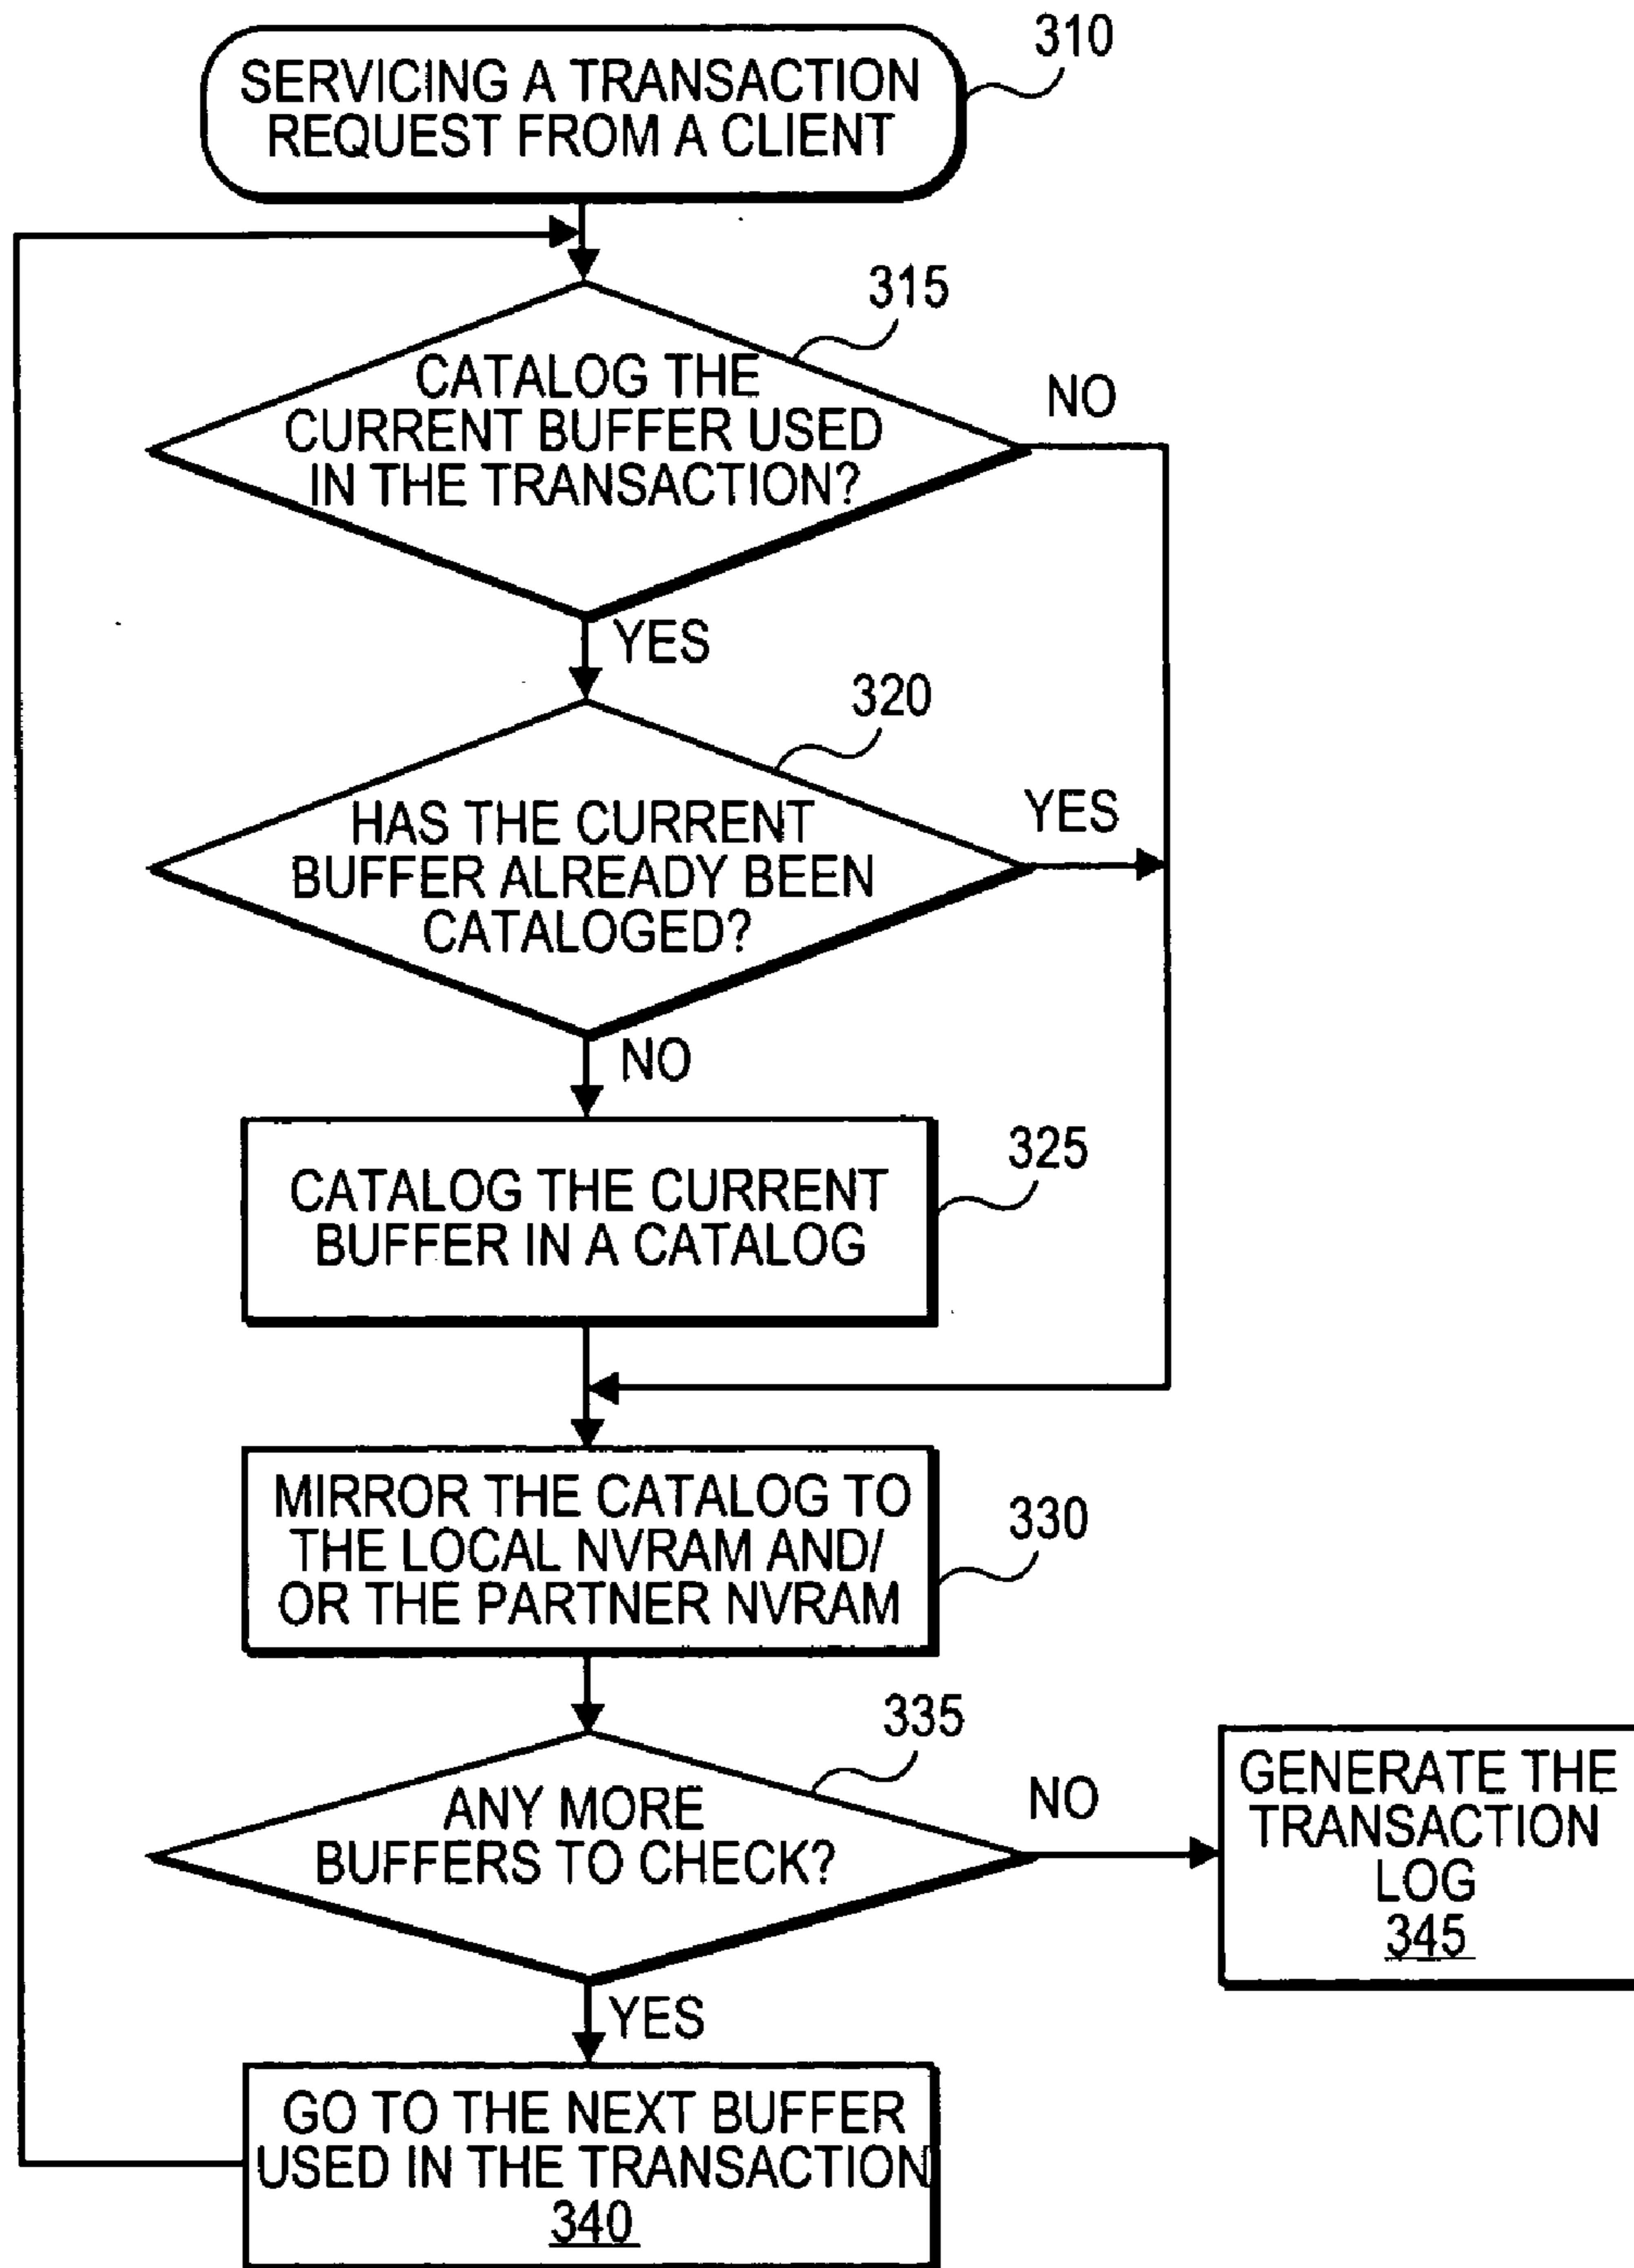 310
SERVICING A TRANSACTION
REQUEST FROM A CLIENT
315
CATALOG THE
CURRENT BUFFER USED
IN THE TRANSACTION?
NO
YES
320
HAS THE CURRENT
BUFFER ALREADY BEEN
CATALOGED?
YES
NO
325
CATALOG THE CURRENT
BUFFER IN A CATALOG
MIRROR THE CATALOG TO
THE LOCAL NVRAM AND/
OR THE PARTNER NVRAM
330
335
ANY MORE
BUFFERS TO CHECK?
NO
GENERATE THE
TRANSACTION
LOG
345
YES
GO TO THE NEXT BUFFER
USED IN THE TRANSACTION
340